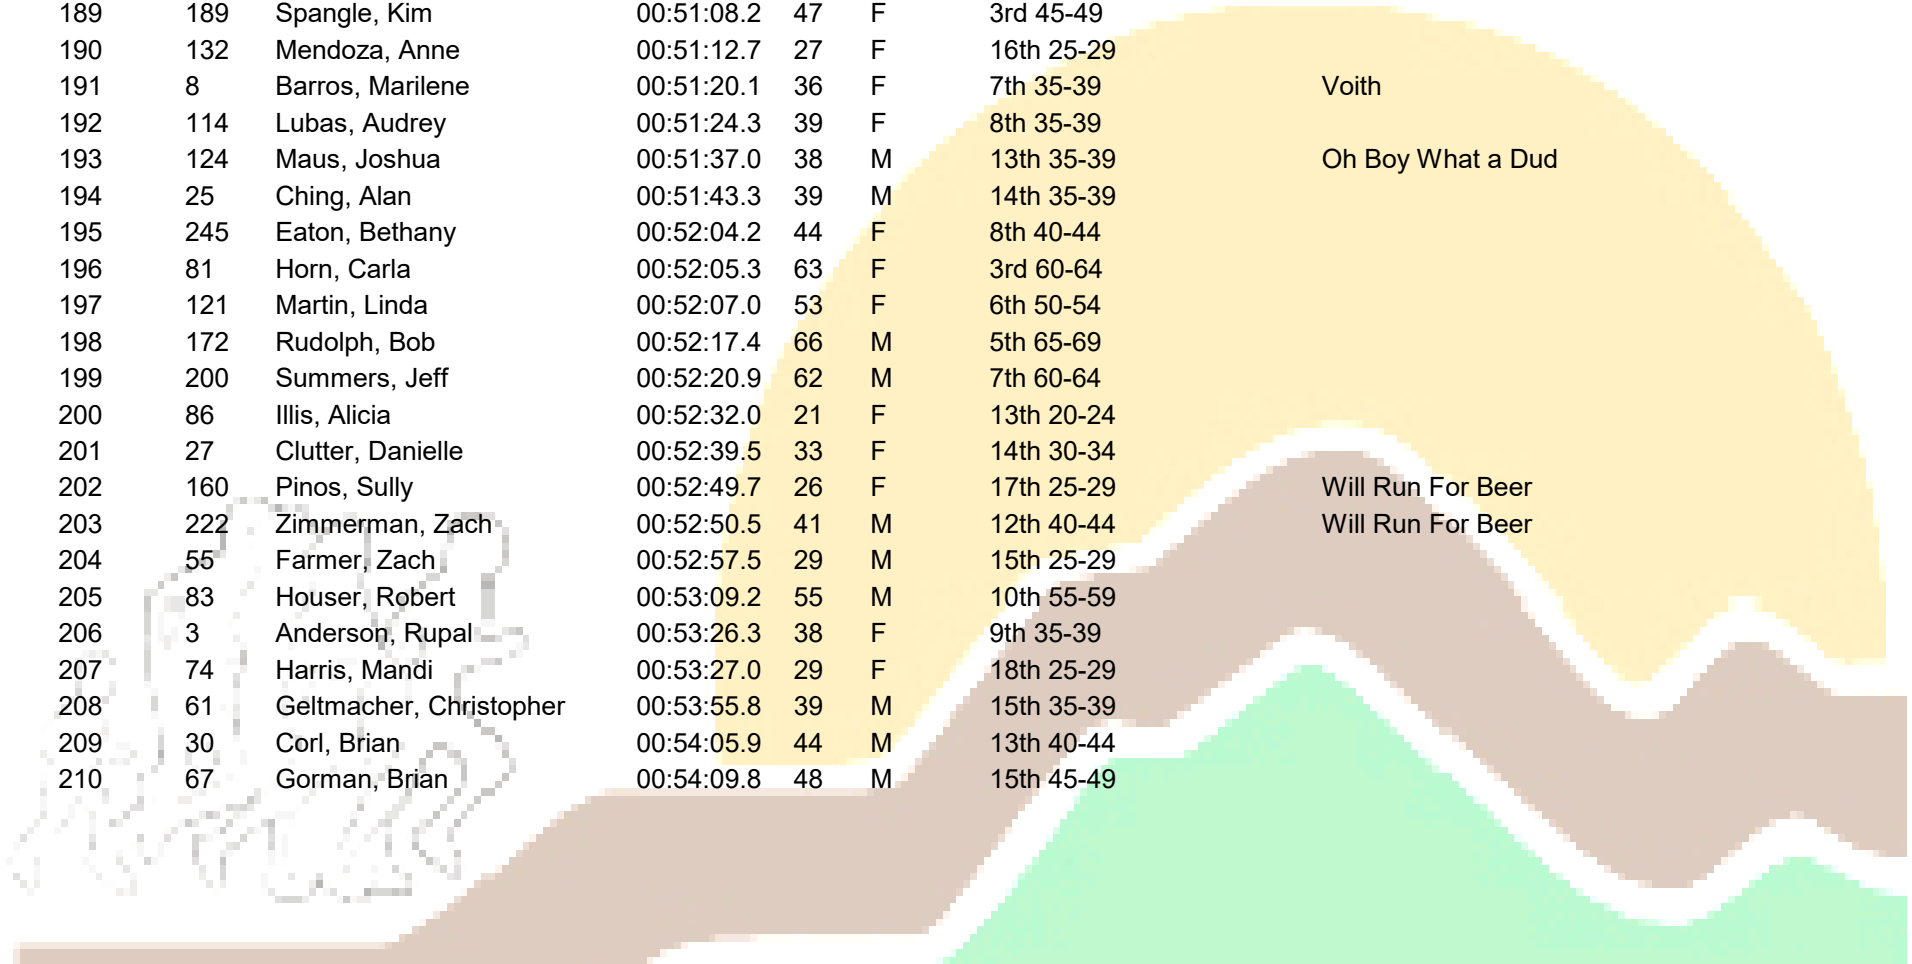 189 189 Spangle, Kim 00:51:08.2 47 F 3rd 45-49
190 132 Mendoza, Anne 00:51:12.7 27 F 16th 25-29
191 8 Barros, Marilene 00:51:20.1 36 F 7th 35-39 Voith
192 114 Lubas, Audrey 00:51:24.3 39 F 8th 35-39
193 124 Maus, Joshua 00:51:37.0 38 M 13th 35-39 Oh Boy What a Dud
194 25 Ching, Alan 00:51:43.3 39 M 14th 35-39
195 245 Eaton, Bethany 00:52:04.2 44 F 8th 40-44
196 81 Horn, Carla 00:52:05.3 63 F 3rd 60-64
197 121 Martin, Linda 00:52:07.0 53 F 6th 50-54
198 172 Rudolph, Bob 00:52:17.4 66 M 5th 65-69
199 200 Summers, Jeff 00:52:20.9 62 M 7th 60-64
200 86 Illis, Alicia 00:52:32.0 21 F 13th 20-24
201 27 Clutter, Danielle 00:52:39.5 33 F 14th 30-34
202 160 Pinos, Sully 00:52:49.7 26 F 17th 25-29 Will Run For Beer
203 222 Zimmerman, Zach 00:52:50.5 41 M 12th 40-44 Will Run For Beer
204 55 Farmer, Zach 00:52:57.5 29 M 15th 25-29
205 83 Houser, Robert 00:53:09.2 55 M 10th 55-59
206 3 Anderson, Rupal 00:53:26.3 38 F 9th 35-39
207 74 Harris, Mandi 00:53:27.0 29 F 18th 25-29
208 61 Geltmacher, Christopher 00:53:55.8 39 M 15th 35-39
209 30 Corl, Brian 00:54:05.9 44 M 13th 40-44
210 67 Gorman, Brian 00:54:09.8 48 M 15th 45-49